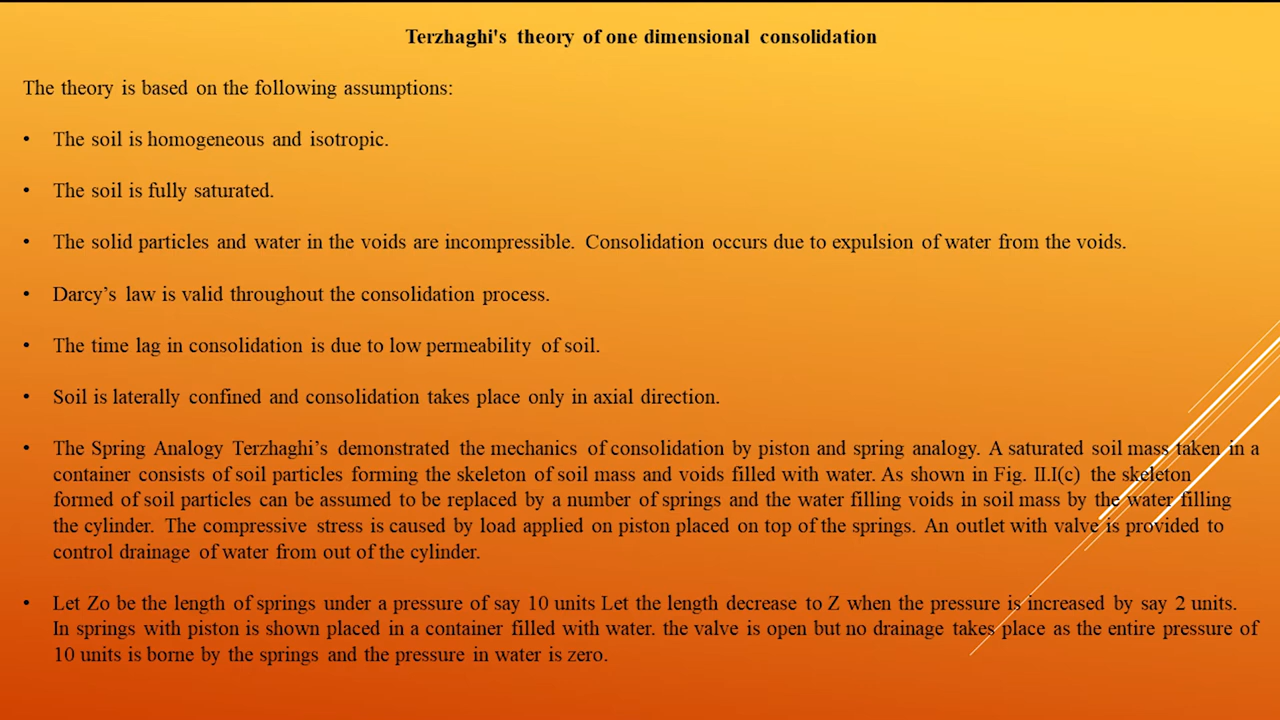 Terzhaghi's theory of one dimensional consolidation
The theory is based on the following assumptions:
• The soil is homogeneous and isotropic.
• The soil is fully saturated.
• The solid particles and water in the voids are incompressible. Consolidation occurs due to expulsion of water from the voids.
• Darcy's law is valid throughout the consolidation process.
• The time lag in consolidation is due to low permeability of soil.
• Soil is laterally confined and consolidation takes place only in axial direction.
• The Spring Analogy Terzhaghi's demonstrated the mechanics of consolidation by piston and spring analogy. A saturated soil mass taken in a
container consists of soil particles forming the skeleton of soil mass and voids filled with water. As shown in Fig. II.I(c) the skeleton
formed of soil particles can be assumed to be replaced by a number of springs and the water filling voids in soil mass by the water filling
the cylinder. The compressive stress is caused by load applied on piston placed on top of the springs. An outlet with valve is provided to
control drainage of water from out of the cylinder.
• Let Zo be the length of springs under a pressure of say 10 units Let the length decrease to Z when the pressure is increased by say 2 units.
In springs with piston is shown placed in a container filled with water. the valve is open but no drainage takes place as the entire pressure of
10 units is borne by the springs and the pressure in water is zero.